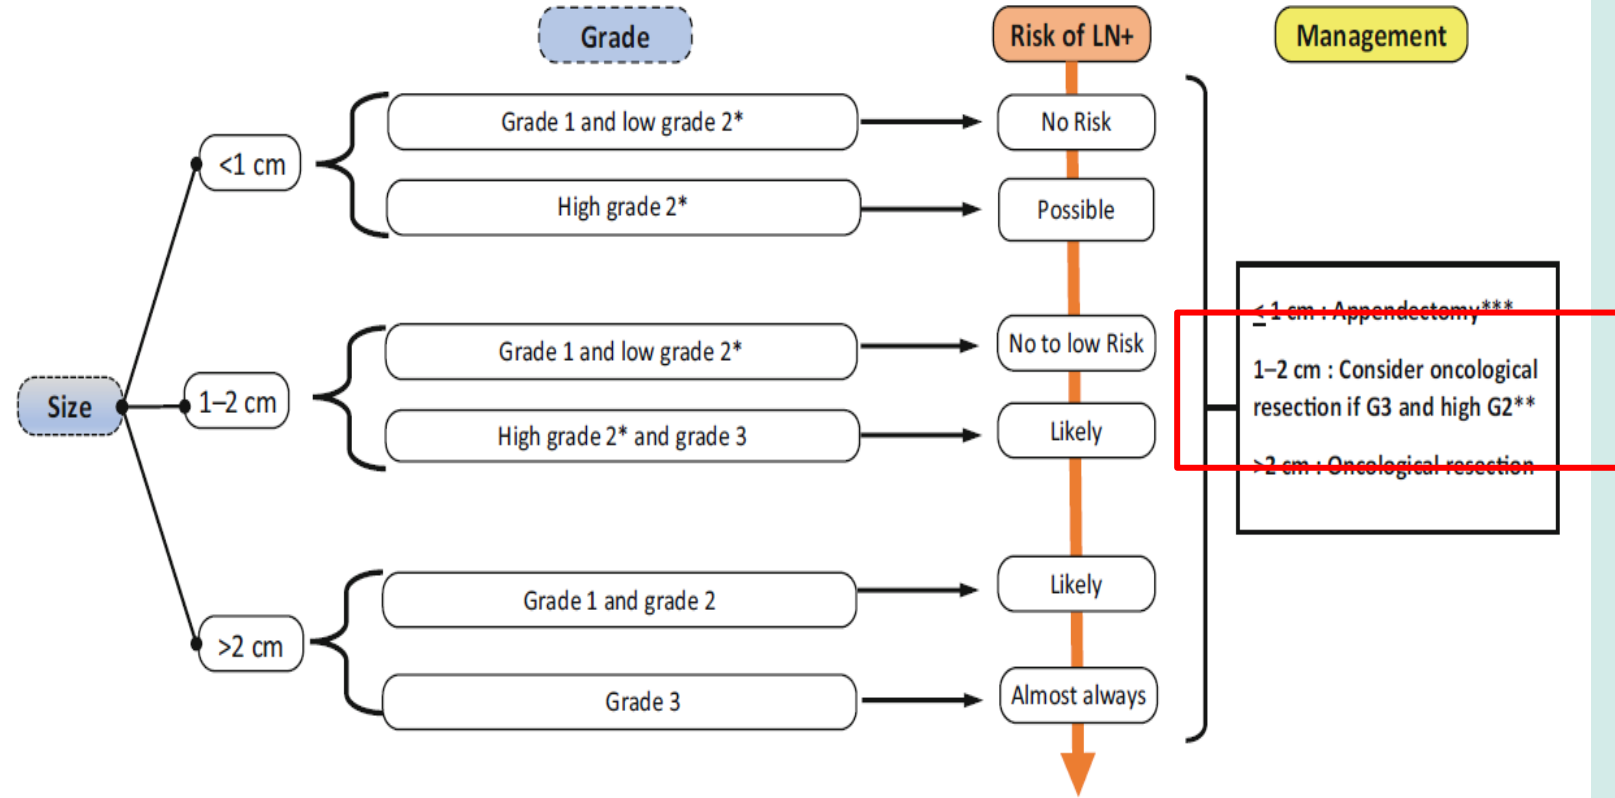 Grade
Risk of LN+
Management
Grade 1 and low grade 2*
No Risk
<1 cm
High grade 2*
Possible
Grade 1 and low grade 2*
No to low Risk
Size
1–2 cm
High grade 2* and grade 3
Likely
≤ 1 cm : Appendectomy***
1–2 cm : Consider oncological
resection if G3 and high G2**
>2 cm : Oncological resection
Grade 1 and grade 2
Likely
>2 cm
Grade 3
Almost always